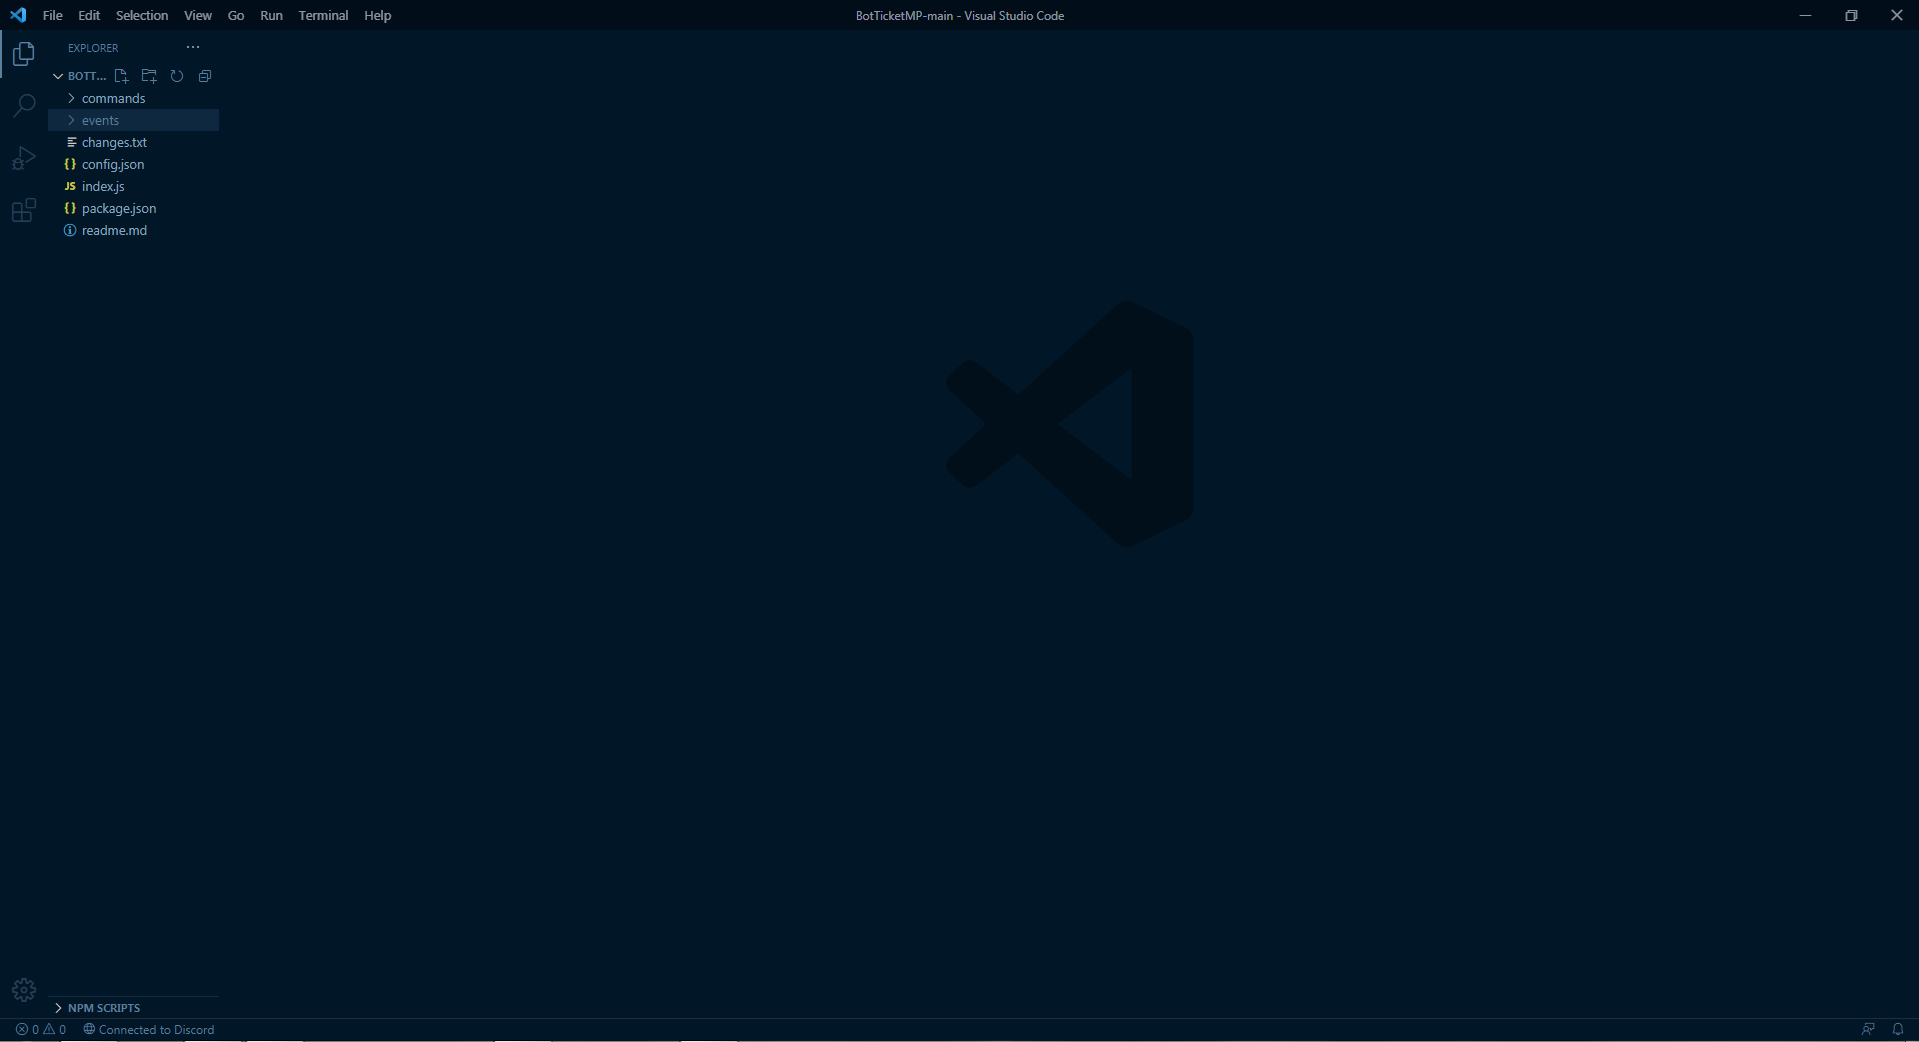 File Edit Selection View Go Run Terminal Help
BotTicketMP-main - Visual Studio Code
EXPLORER
BOTT...
commands
events
changes.txt
{} config.json
JS index.js
{} package.json
readme.md
NPM SCRIPTS
0 0 Connected to Discord